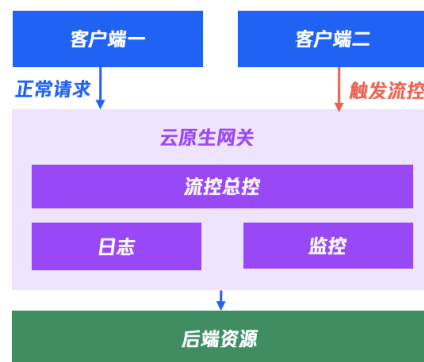 客户端一
客户端二
正常请求
触发流控
云原生网关
流控总控
日志
监控
后端资源